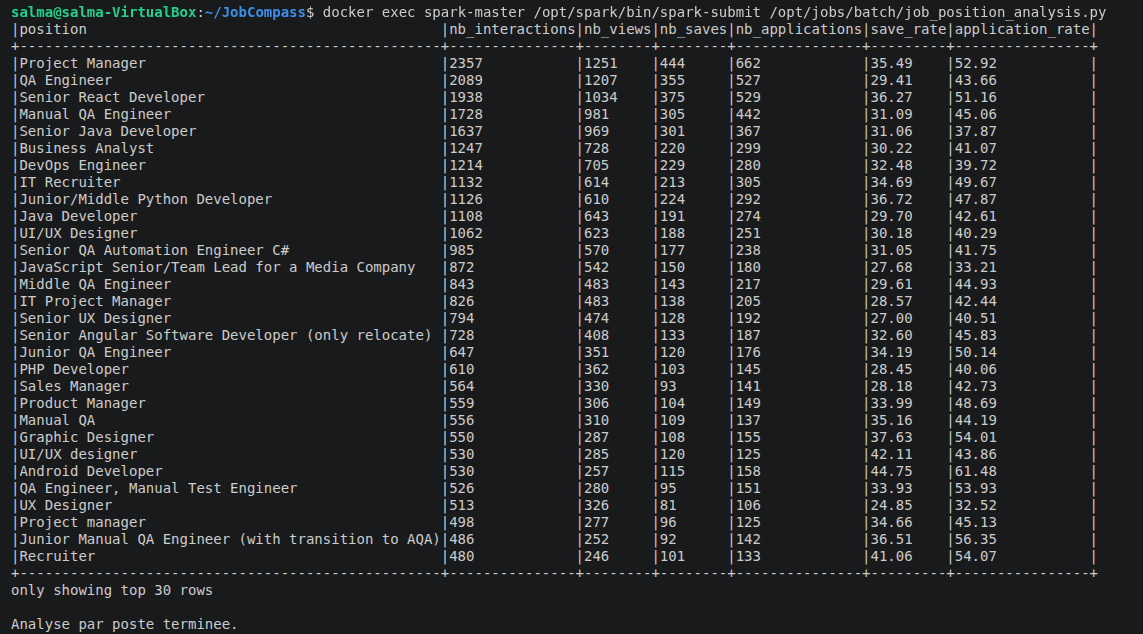 salma@salma-VirtualBox:~/JobCompass$ docker exec spark-master /opt/spark/bin/spark-submit /opt/jobs/batch/job_position_analysis.py
|position                                          |nb_interactions|nb_views|nb_saves|nb_applications|save_rate|application_rate|
+--------------------------------------------------+---------------+--------+--------+---------------+---------+----------------+
|Project Manager                                   |2357           |1251    |444     |662            |35.49    |52.92           |
|QA Engineer                                       |2089           |1207    |355     |527            |29.41    |43.66           |
|Senior React Developer                            |1938           |1034    |375     |529            |36.27    |51.16           |
|Manual QA Engineer                                |1728           |981     |305     |442            |31.09    |45.06           |
|Senior Java Developer                             |1637           |969     |301     |367            |31.06    |37.87           |
|Business Analyst                                  |1247           |728     |220     |299            |30.22    |41.07           |
|DevOps Engineer                                   |1214           |705     |229     |280            |32.48    |39.72           |
|IT Recruiter                                      |1132           |614     |213     |305            |34.69    |49.67           |
|Junior/Middle Python Developer                    |1126           |610     |224     |292            |36.72    |47.87           |
|Java Developer                                    |1108           |643     |191     |274            |29.70    |42.61           |
|UI/UX Designer                                    |1062           |623     |188     |251            |30.18    |40.29           |
|Senior QA Automation Engineer C#                  |985            |570     |177     |238            |31.05    |41.75           |
|JavaScript Senior/Team Lead for a Media Company   |872            |542     |150     |180            |27.68    |33.21           |
|Middle QA Engineer                                |843            |483     |143     |217            |29.61    |44.93           |
|IT Project Manager                                |826            |483     |138     |205            |28.57    |42.44           |
|Senior UX Designer                                |794            |474     |128     |192            |27.00    |40.51           |
|Senior Angular Software Developer (only relocate) |728            |408     |133     |187            |32.60    |45.83           |
|Junior QA Engineer                                |647            |351     |120     |176            |34.19    |50.14           |
|PHP Developer                                     |610            |362     |103     |145            |28.45    |40.06           |
|Sales Manager                                     |564            |330     |93      |141            |28.18    |42.73           |
|Product Manager                                   |559            |306     |104     |149            |33.99    |48.69           |
|Manual QA                                         |556            |310     |109     |137            |35.16    |44.19           |
|Graphic Designer                                  |550            |287     |108     |155            |37.63    |54.01           |
|UI/UX designer                                    |530            |285     |120     |125            |42.11    |43.86           |
|Android Developer                                 |530            |257     |115     |158            |44.75    |61.48           |
|QA Engineer, Manual Test Engineer                 |526            |280     |95      |151            |33.93    |53.93           |
|UX Designer                                       |513            |326     |81      |106            |24.85    |32.52           |
|Project manager                                   |498            |277     |96      |125            |34.66    |45.13           |
|Junior Manual QA Engineer (with transition to AQA)|486            |252     |92      |142            |36.51    |56.35           |
|Recruiter                                         |480            |246     |101     |133            |41.06    |54.07           |
+--------------------------------------------------+---------------+--------+--------+---------------+---------+----------------+
only showing top 30 rows

Analyse par poste terminee.